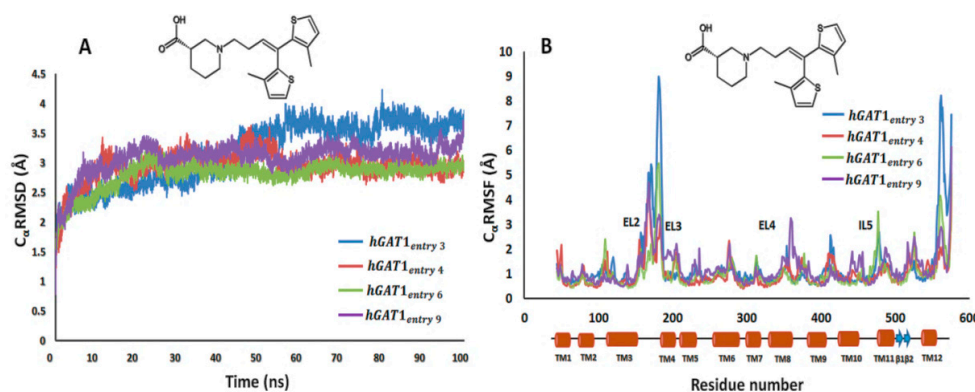 A
OH
O
N
S
S
CαRMSD (Å)
4.5
4
3.5
3
2.5
2
1.5
1
0.5
0
hGAT1entry 3
hGAT1entry 4
hGAT1entry 6
hGAT1entry 9
0 10 20 30 40 50 60 70 80 90 100
Time (ns)
B
OH
O
N
S
S
CαRMSF (Å)
10
9
8
7
6
5
4
3
2
1
0
hGAT1entry 3
hGAT1entry 4
hGAT1entry 6
hGAT1entry 9
EL2
EL3
EL4
IL5
0 100 200 300 400 500 600
TM1 TM2 TM3 TM4 TM5 TM6 TM7 TM8 TM9 TM10 TM11 β1β2 TM12
Residue number